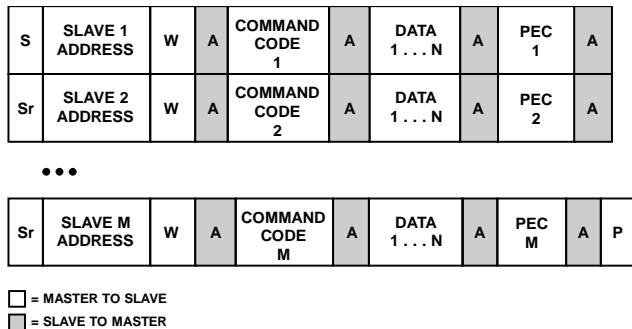 S SLAVE 1 ADDRESS W A COMMAND CODE 1 A DATA 1 . . . N A PEC 1 A
Sr SLAVE 2 ADDRESS W A COMMAND CODE 2 A DATA 1 . . . N A PEC 2 A
•••
Sr SLAVE M ADDRESS W A COMMAND CODE M A DATA 1 . . . N A PEC M A P
= MASTER TO SLAVE
= SLAVE TO MASTER